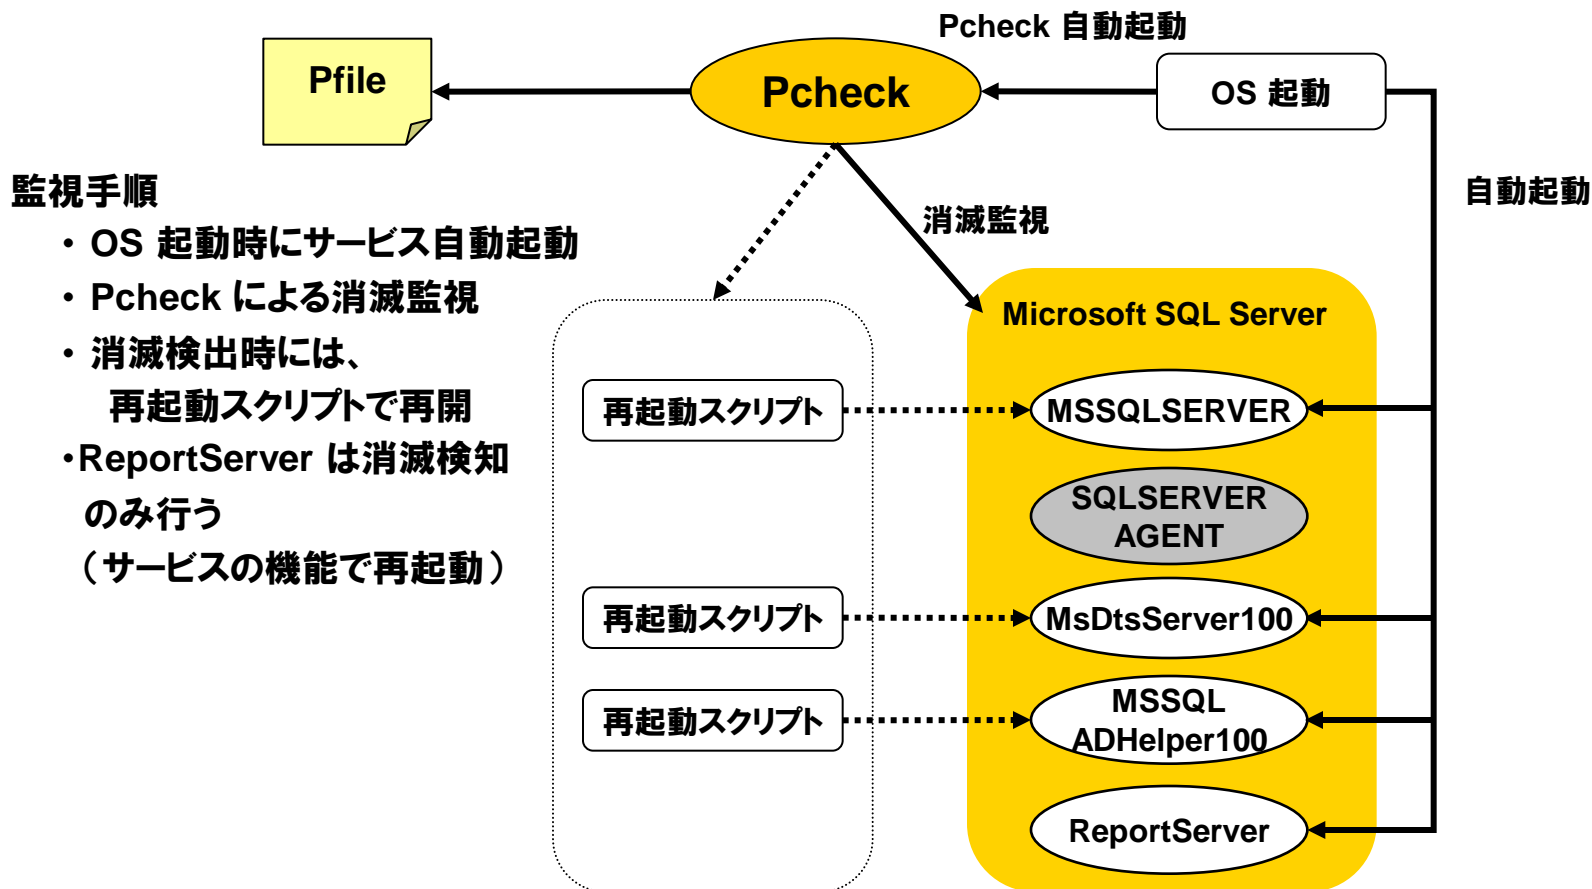 Pcheck 自動起動
Pfile
Pcheck
OS 起動
監視手順
・ OS 起動時にサービス自動起動
・ Pcheck による消滅監視
・ 消滅検出時には、
再起動スクリプトで再開
・ReportServer は消滅検知
のみ行う
（サービスの機能で再起動）
消滅監視
自動起動
Microsoft SQL Server
再起動スクリプト
MSSQLSERVER
SQLSERVER
AGENT
再起動スクリプト
MsDtsServer100
再起動スクリプト
MSSQL
ADHelper100
ReportServer